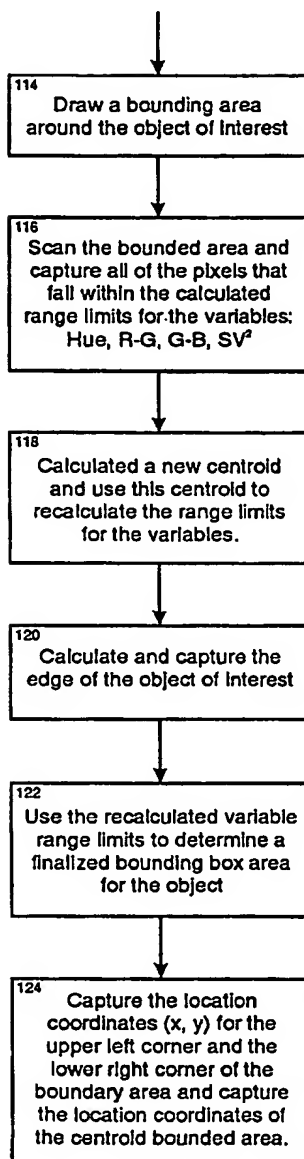 114
Draw a bounding area
around the object of Interest
116
Scan the bounded area and
capture all of the pixels that
fall within the calculated
range limits for the variables:
Hue, R-G, G-B, SV²
118
Calculated a new centroid
and use this centroid to
recalculate the range limits
for the variables.
120
Calculate and capture the
edge of the object of Interest
122
Use the recalculated variable
range limits to determine a
finalized bounding box area
for the object
124
Capture the location
coordinates (x, y) for the
upper left corner and the
lower right corner of the
boundary area and capture
the location coordinates of
the centroid bounded area.